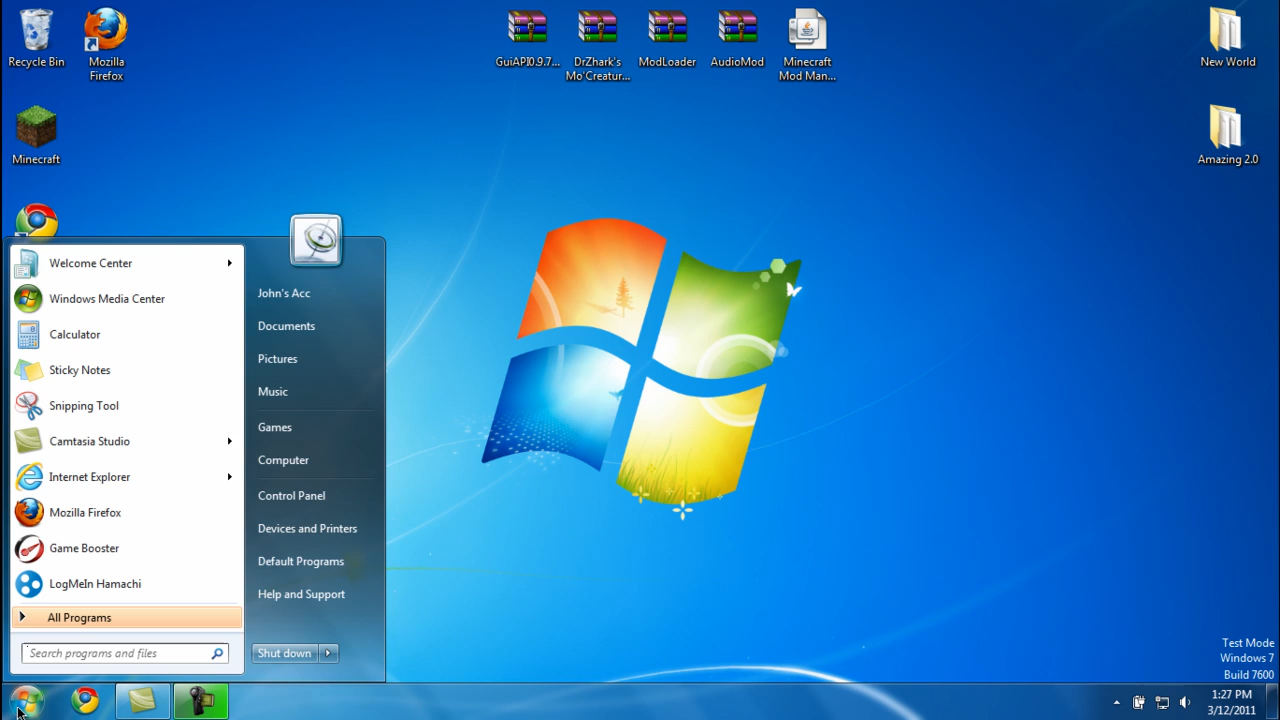 Recycle Bin
Mozilla
Firefox
GuiAPI0.9.7...
DrZhark's
Mo'Creatur...
ModLoader
AudioMod
Minecraft
Mod Man...
New World
Minecraft
Amazing 2.0
Welcome Center
Windows Media Center
Calculator
Sticky Notes
Snipping Tool
Camtasia Studio
Internet Explorer
Mozilla Firefox
Game Booster
LogMeIn Hamachi
All Programs
Search programs and files
John's Acc
Documents
Pictures
Music
Games
Computer
Control Panel
Devices and Printers
Default Programs
Help and Support
Shut down
Test Mode
Windows 7
Build 7600
1:27 PM
3/12/2011